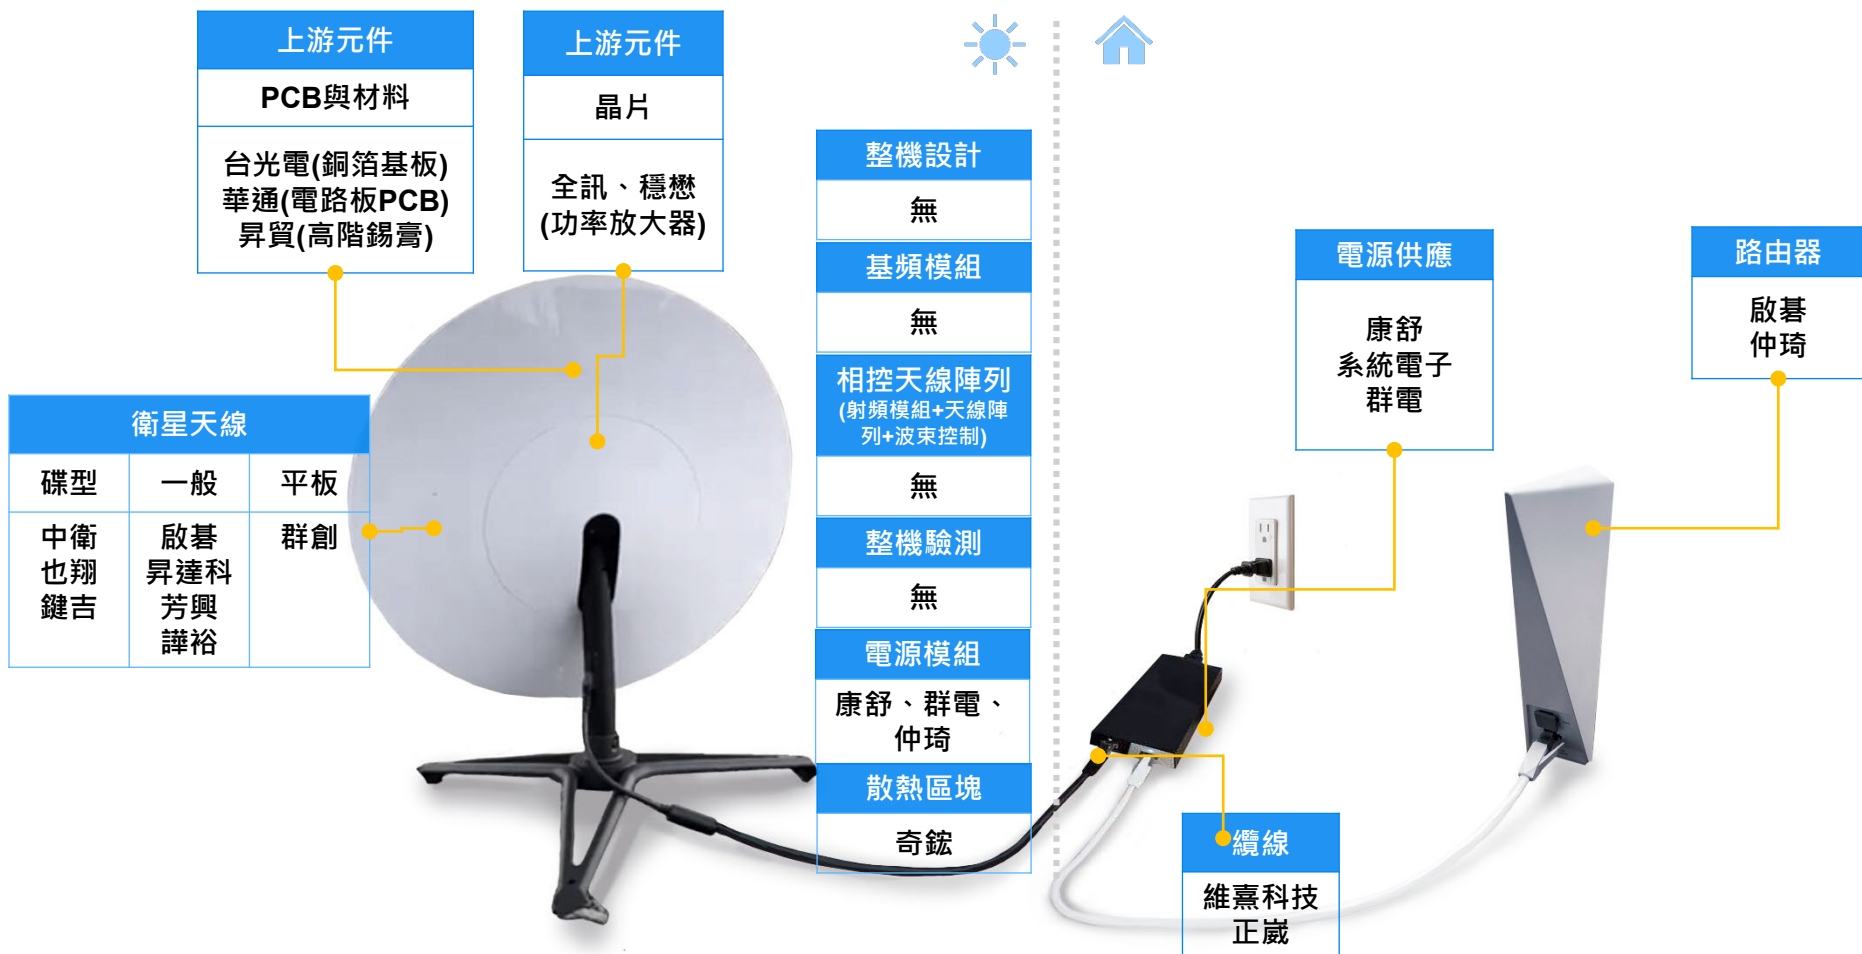 上游元件
PCB與材料
台光電(銅箔基板)
華通(電路板PCB)
昇貿(高階錫膏)
上游元件
晶片
全訊、穩懋
(功率放大器)
衛星天線
碟型
一般
平板
中衛
也翔
鍵吉
啟碁
昇達科
芳興
譁裕
群創
整機設計
無
基頻模組
無
相控天線陣列
(射頻模組+天線陣
列+波束控制)
無
整機驗測
無
電源模組
康舒、群電、
仲琦
散熱區塊
奇鋐
電源供應
康舒
系統電子
群電
路由器
啟碁
仲琦
纜線
維熹科技
正崴